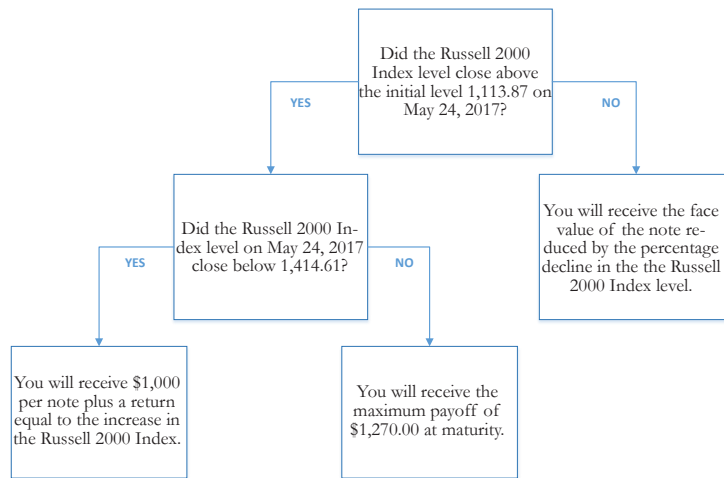 Did the Russell 2000
Index level close above
the initial level 1,113.87 on
May 24, 2017?
YES
NO
Did the Russell 2000 In-
dex level on May 24, 2017
close below 1,414.61?
You will receive the face
value of the note re-
duced by the percentage
decline in the the Russell
2000 Index level.
YES
NO
You will receive $1,000
per note plus a return
equal to the increase in
the Russell 2000 Index.
You will receive the
maximum payoff of
$1,270.00 at maturity.